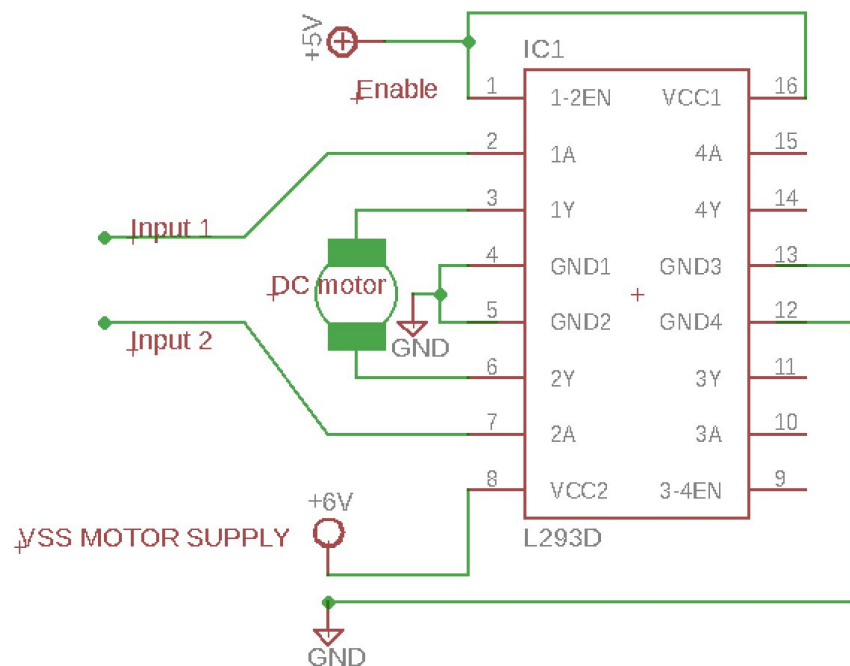 +5V
IC1
Enable
1 1-2EN VCC1 16
2 1A 4A 15
3 1Y 4Y 14
Input 1
4 GND1 GND3 13
DC motor
5 GND2 GND4 12
Input 2
GND
6 2Y 3Y 11
7 2A 3A 10
8 VCC2 3-4EN 9
+6V
VSS MOTOR SUPPLY
L293D
GND